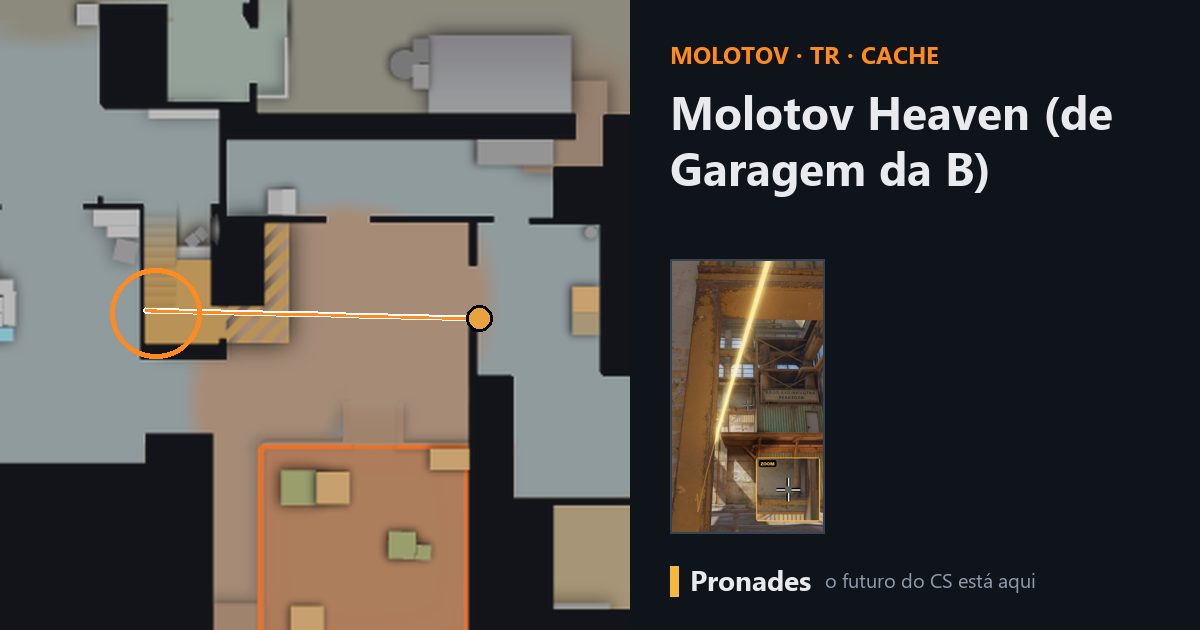 MOLOTOV · TR · CACHE
Molotov Heaven (de
Garagem da B)
ZOOM
Pronades o futuro do CS está aqui